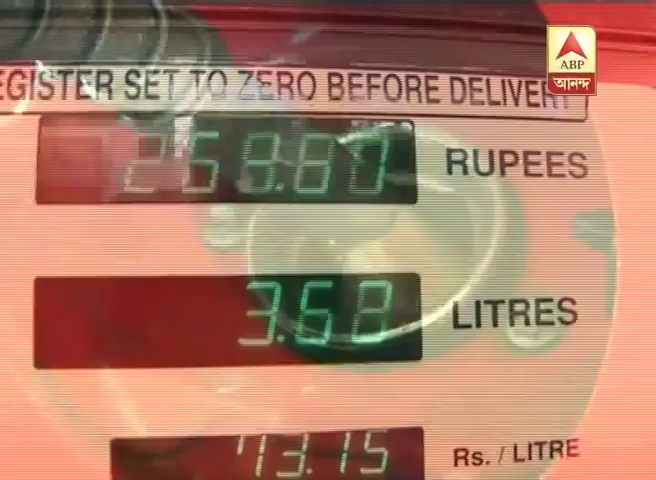 ABP
আনন্দ
EGISTER SET TO ZERO BEFORE DELIVERY
RUPEES
3.68 LITRES
73.15 Rs. / LITRE